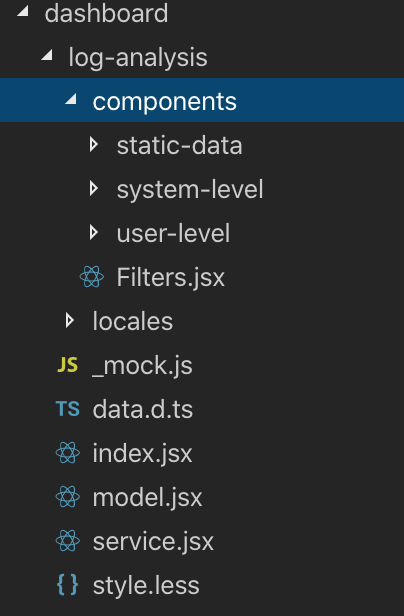 dashboard
log-analysis
components
static-data
system-level
user-level
Filters.jsx
locales
JS _mock.js
TS data.d.ts
index.jsx
model.jsx
service.jsx
{ } style.less